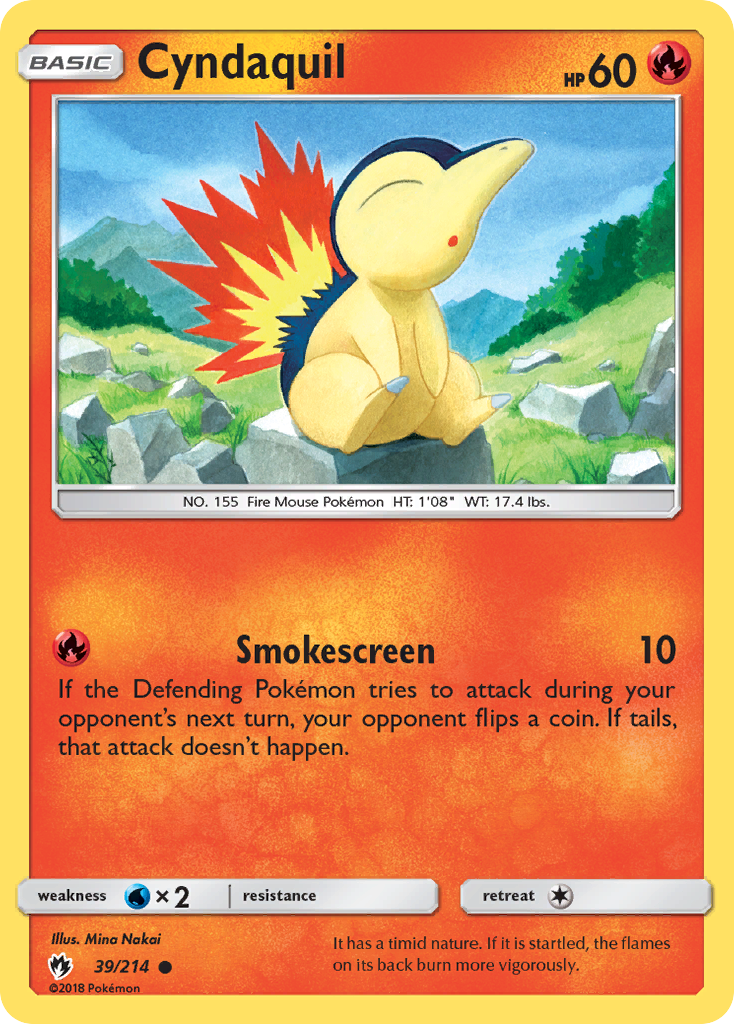 BASIC Cyndaquil HP 60
NO. 155 Fire Mouse Pokémon HT: 1'08" WT: 17.4 lbs.
Smokescreen 10
If the Defending Pokémon tries to attack during your
opponent's next turn, your opponent flips a coin. If tails,
that attack doesn't happen.
weakness ×2 resistance retreat
Illus. Mina Nakai
39/214
©2018 Pokémon
It has a timid nature. If it is startled, the flames
on its back burn more vigorously.